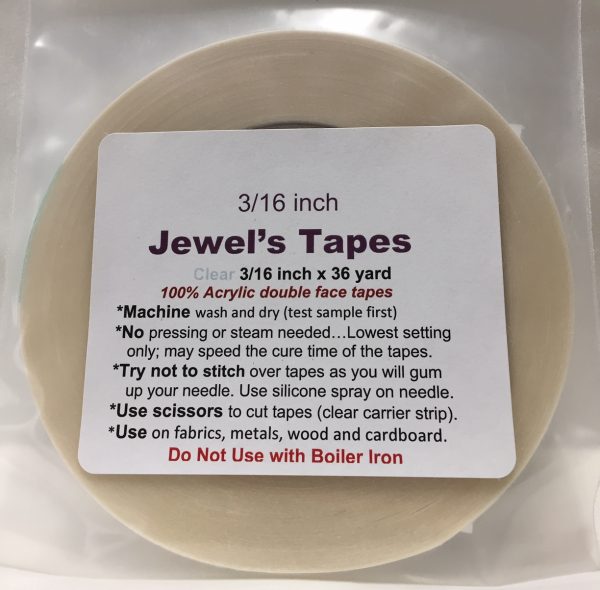 3/16 inch
Jewel's Tapes
Clear 3/16 inch x 36 yard
100% Acrylic double face tapes
*Machine wash and dry (test sample first)
*No pressing or steam needed...Lowest setting
only; may speed the cure time of the tapes.
*Try not to stitch over tapes as you will gum
up your needle. Use silicone spray on needle.
*Use scissors to cut tapes (clear carrier strip).
*Use on fabrics, metals, wood and cardboard.
Do Not Use with Boiler Iron